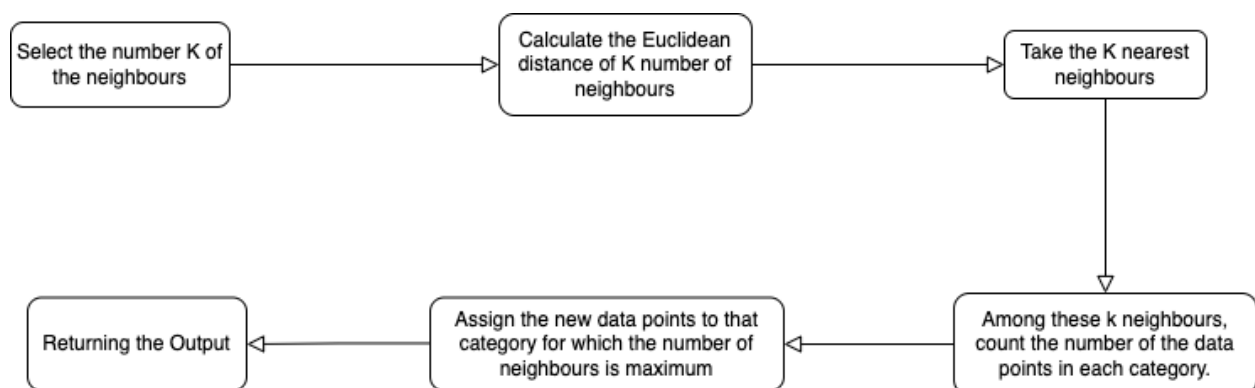 Select the number K of
the neighbours
Calculate the Euclidean
distance of K number of
neighbours
Take the K nearest
neighbours
Among these k neighbours,
count the number of the data
points in each category.
Assign the new data points to that
category for which the number of
neighbours is maximum
Returning the Output